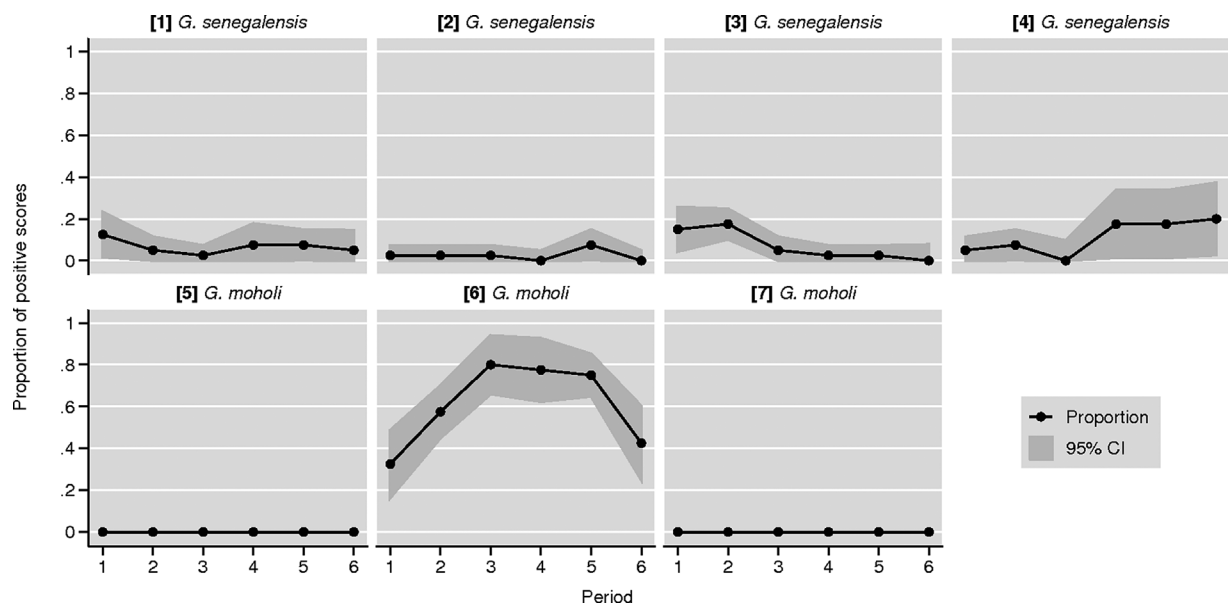 [1] G. senegalensis
[2] G. senegalensis
[3] G. senegalensis
[4] G. senegalensis
1
.8
.6
.4
.2
0
[5] G. moholi
[6] G. moholi
[7] G. moholi
1
.8
.6
.4
.2
0
1 2 3 4 5 6
1 2 3 4 5 6
1 2 3 4 5 6
Proportion of positive scores
Period
Proportion
95% CI